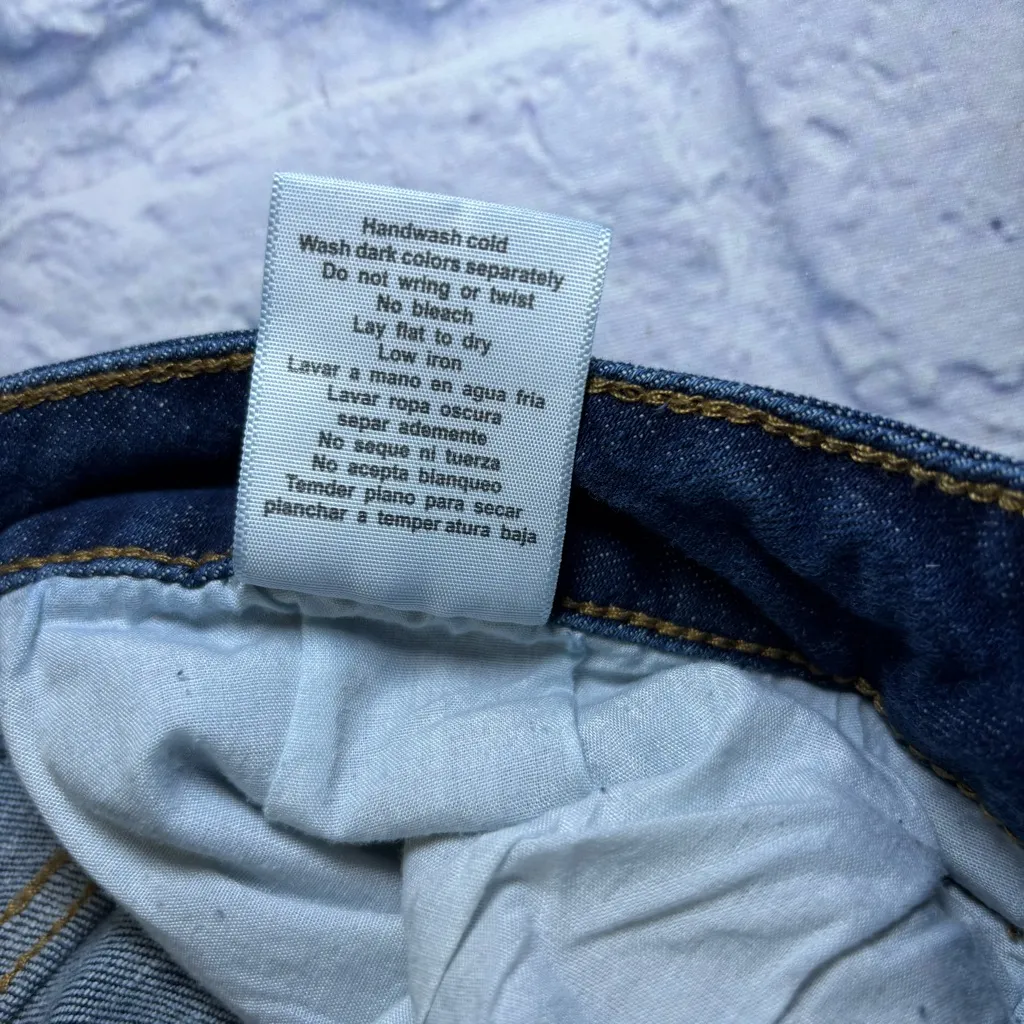 Handwash cold
Wash dark colors separately
Do not wring or twist
No bleach
Lay flat to dry
Low iron
Lavar a mano en agua fria
Lavar ropa oscura
separ ademente
No seque ni tuerza
No acepta blanqueo
Temder piano para secar
planchar a temper atura baja